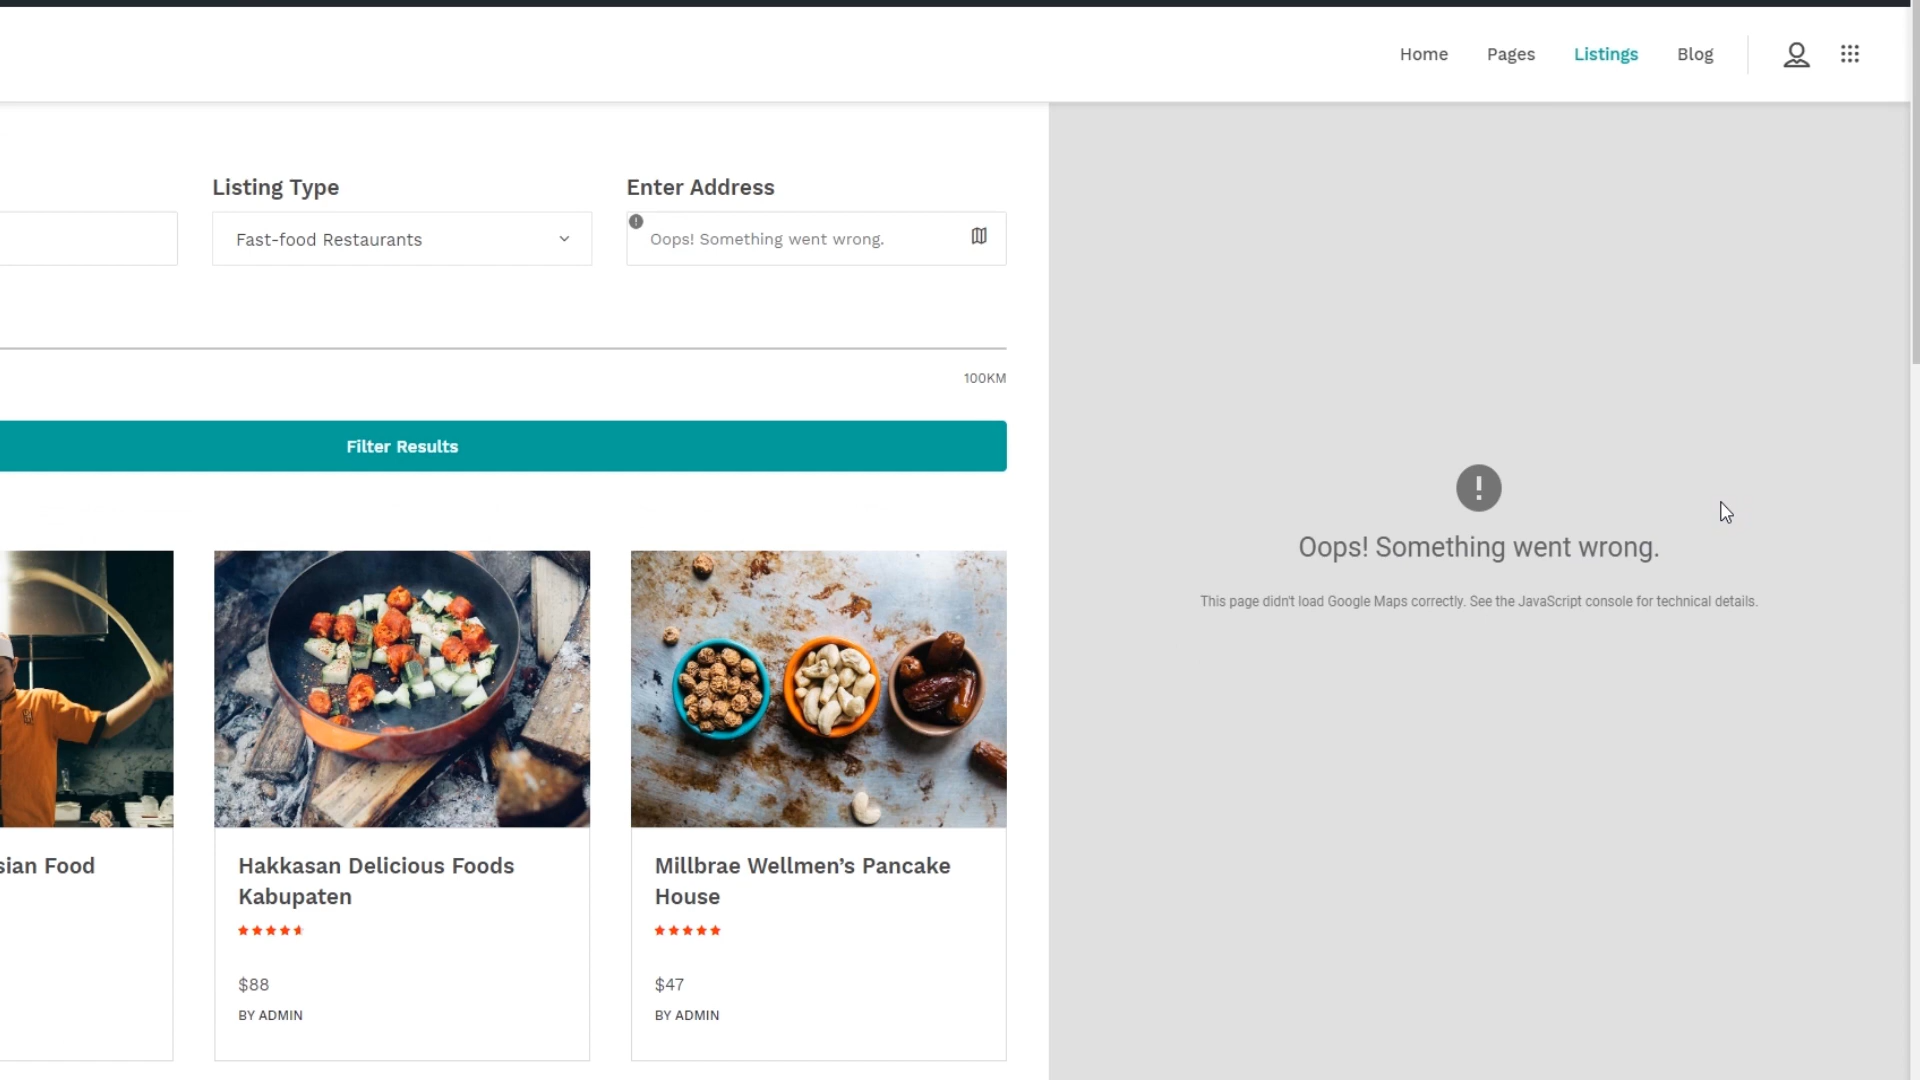 Home Pages Listings Blog
Listing Type
Enter Address
Fast-food Restaurants
Oops! Something went wrong.
100KM
Filter Results
Oops! Something went wrong.
This page didn't load Google Maps correctly. See the JavaScript console for technical details.
sian Food
Hakkasan Delicious Foods
Kabupaten
$88
BY ADMIN
Millbrae Wellmen’s Pancake
House
$47
BY ADMIN